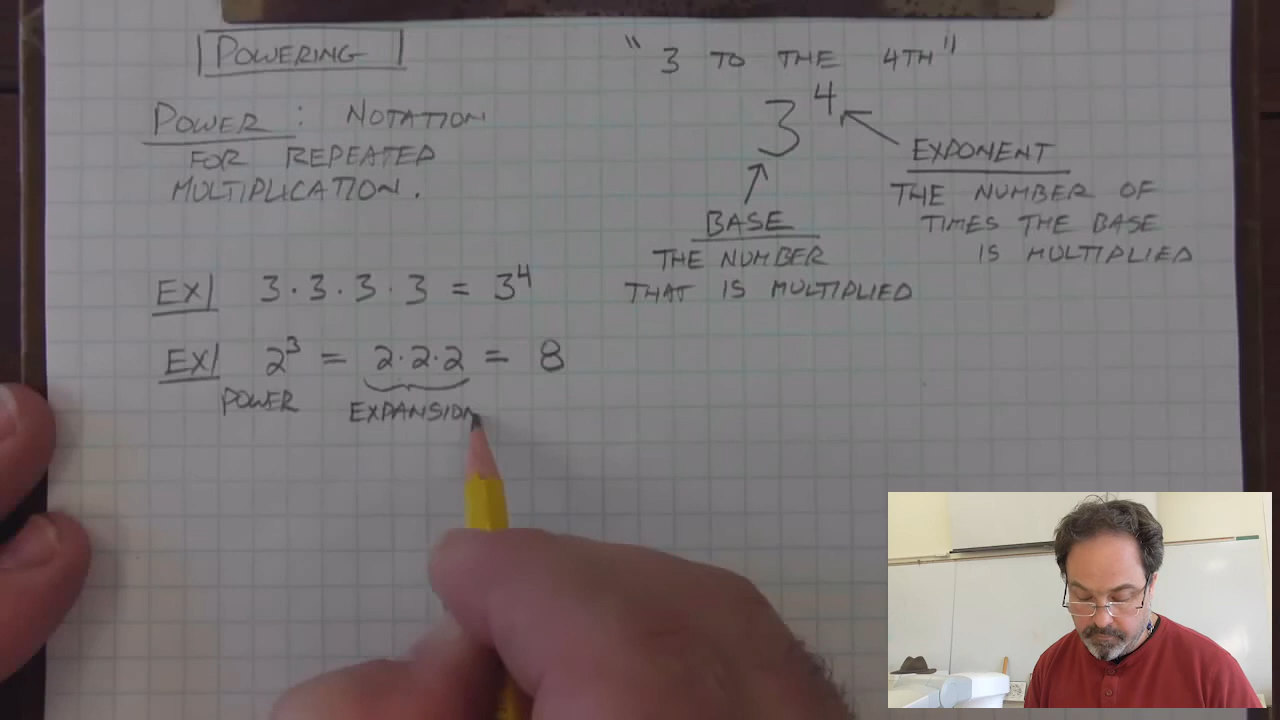 POWERING
POWER: NOTATION
FOR REPEATED
MULTIPLICATION.
"3 TO THE 4TH"
3⁴
EXPONENT
THE NUMBER OF
TIMES THE BASE
IS MULTIPLIED
BASE
THE NUMBER
THAT IS MULTIPLIED
EX| 3·3·3·3 = 3⁴
EX| 2³ = 2·2·2 = 8
POWER EXPANSION